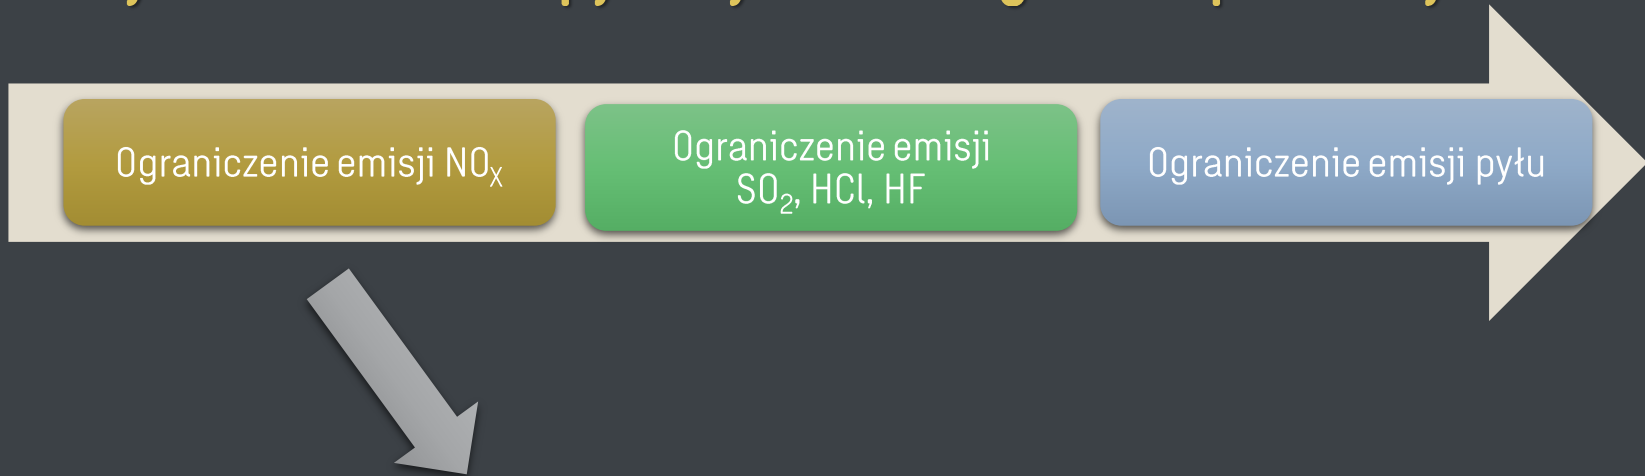 Ograniczenie emisji NOₓ
Ograniczenie emisji
SO₂, HCl, HF
Ograniczenie emisji pyłu